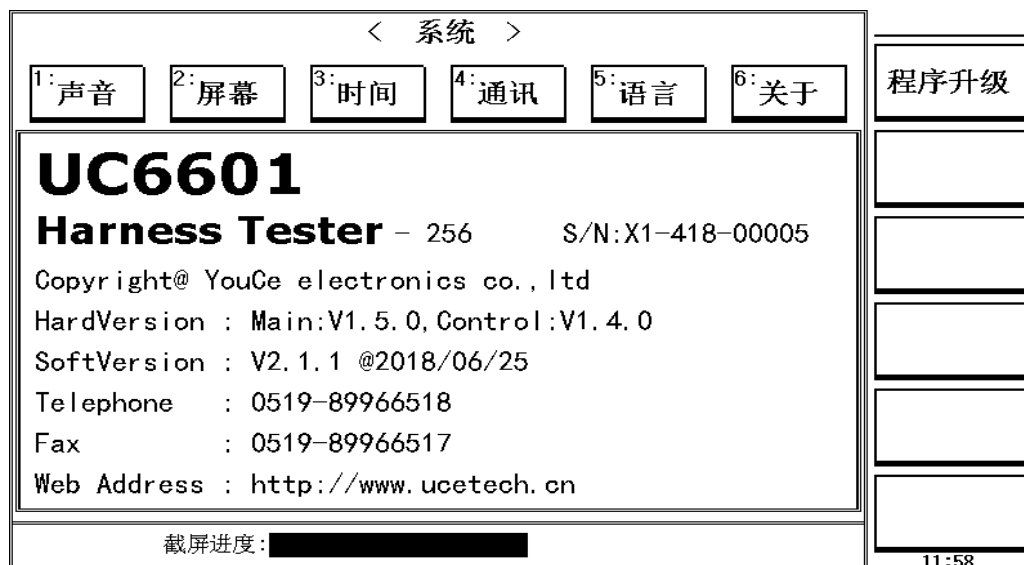 < 系统 >
1:声音 2:屏幕 3:时间 4:通讯 5:语言 6:关于
程序升级
UC6601
Harness Tester - 256 S/N:X1-418-00005
Copyright@ YouCe electronics co.,ltd
HardVersion : Main:V1.5.0,Control:V1.4.0
SoftVersion : V2.1.1 @2018/06/25
Telephone : 0519-89966518
Fax : 0519-89966517
Web Address : http://www.ucetech.cn
截屏进度:
11:58